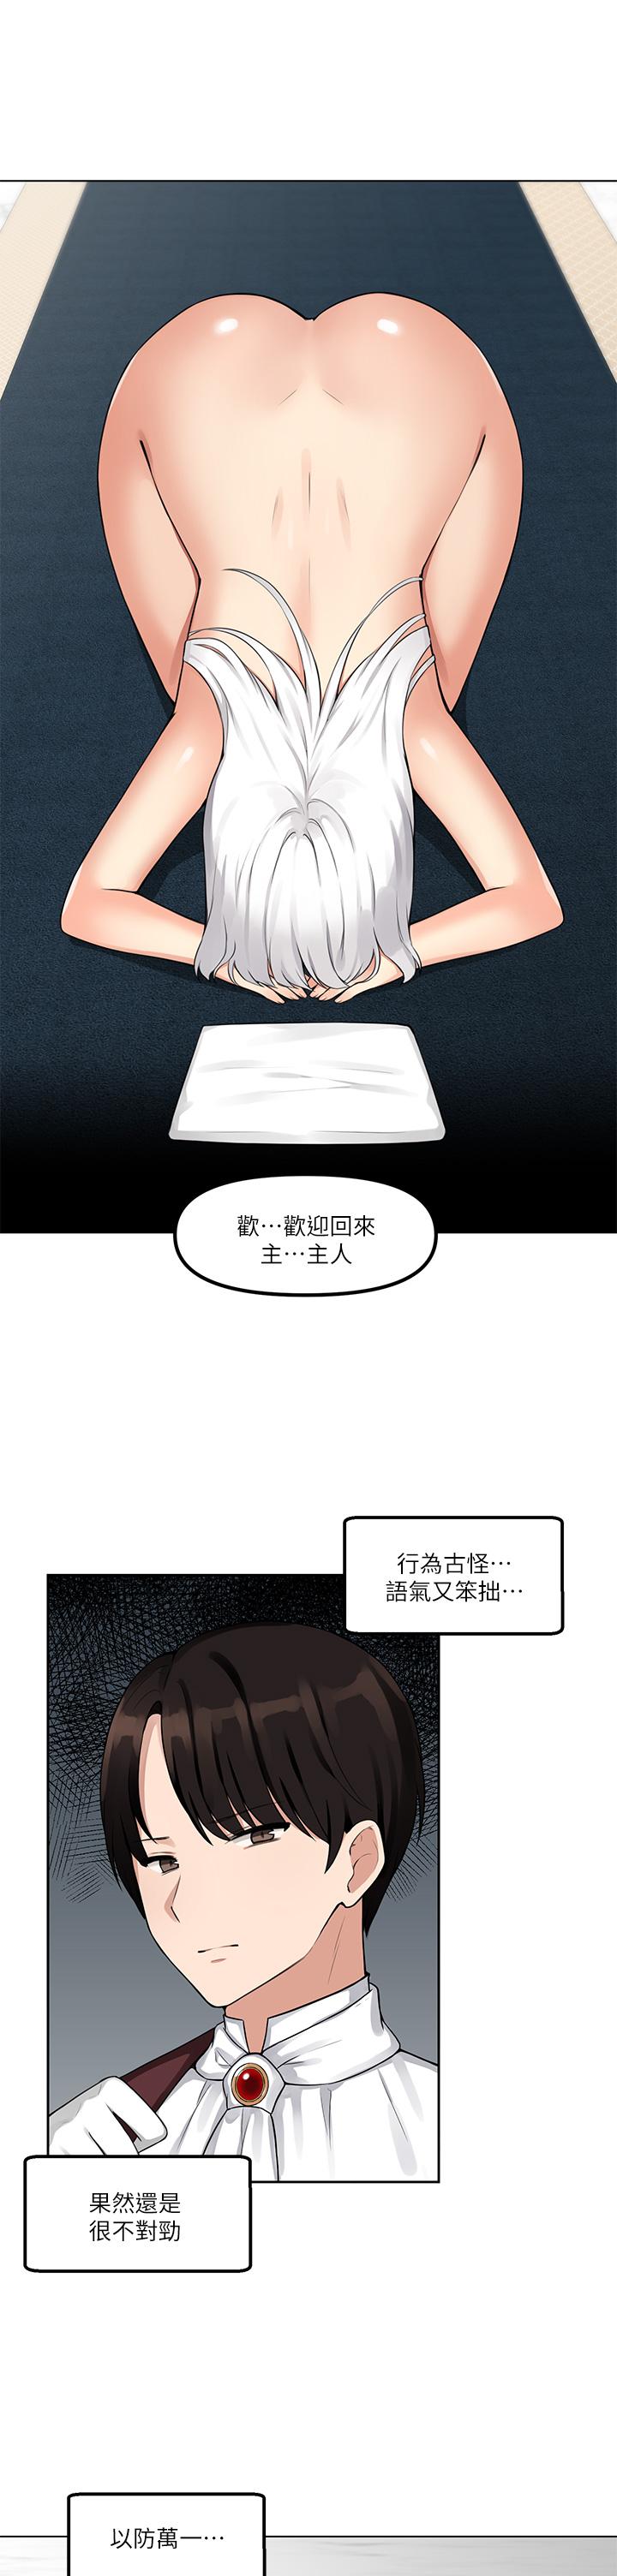 歡⋯歡迎回來
主⋯主人
行為古怪⋯
語氣又笨拙⋯
果然還是
很不對勁
以防萬一⋯